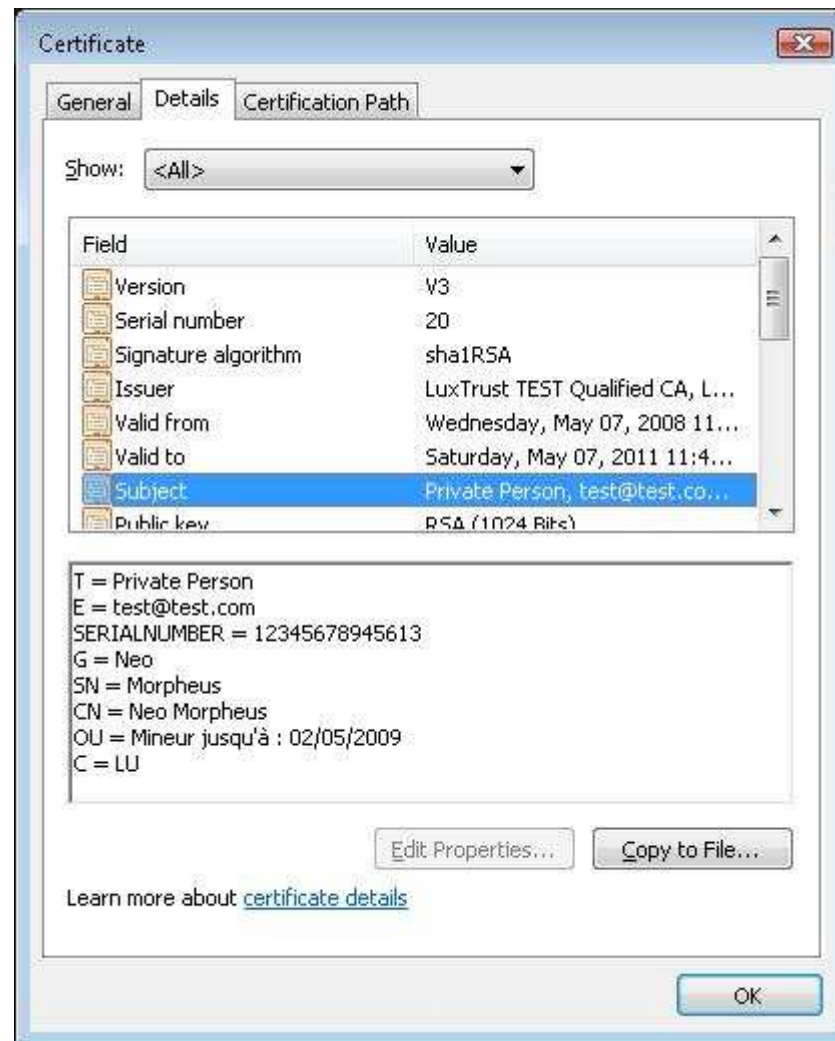 Certificate
General Details Certification Path
Show: <All>
Field Value
Version V3
Serial number 20
Signature algorithm sha1RSA
Issuer LuxTrust TEST Qualified CA, L...
Valid from Wednesday, May 07, 2008 11...
Valid to Saturday, May 07, 2011 11:4...
Subject Private Person, test@test.co...
Public key RSA (1024 Bits)
T = Private Person
E = test@test.com
SERIALNUMBER = 12345678945613
G = Neo
SN = Morpheus
CN = Neo Morpheus
OU = Mineur jusqu'à : 02/05/2009
C = LU
Edit Properties... Copy to File...
Learn more about certificate details
OK